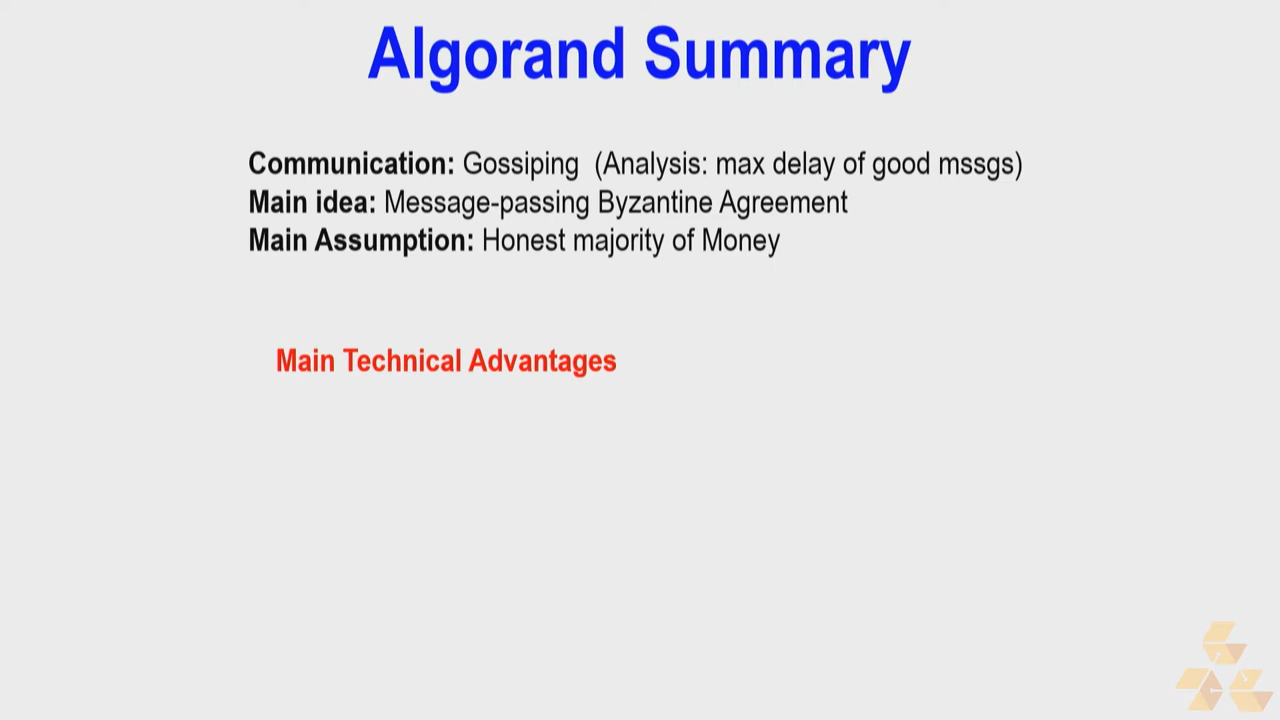 Algorand Summary
Communication: Gossiping (Analysis: max delay of good mssgs)
Main idea: Message-passing Byzantine Agreement
Main Assumption: Honest majority of Money
Main Technical Advantages